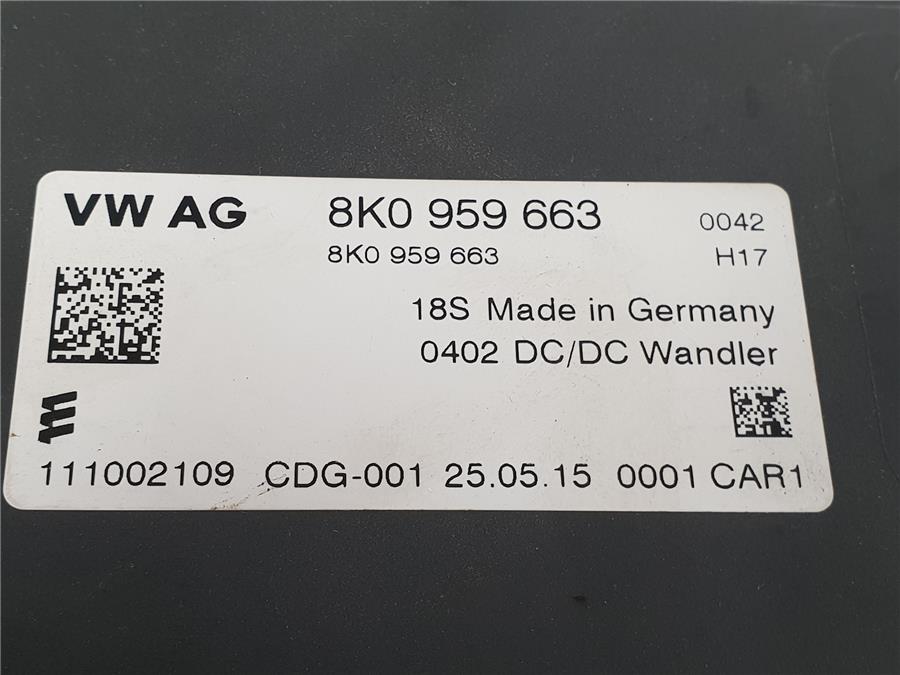 VW AG 8K0 959 663 0042
8K0 959 663 H17
18S Made in Germany
0402 DC/DC Wandler
111002109 CDG-001 25.05.15 0001 CAR1